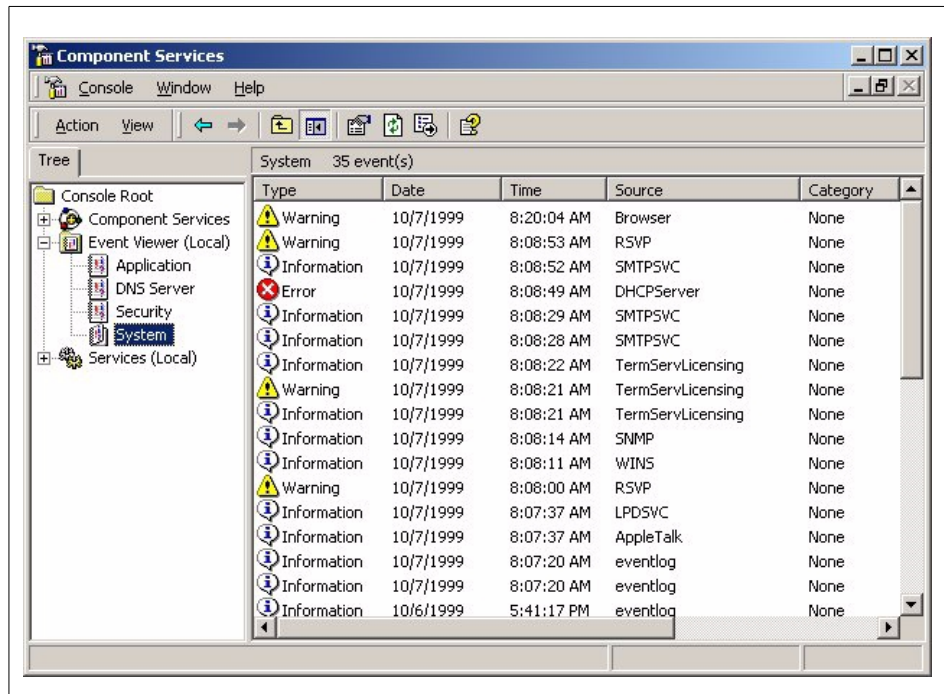 Component Services
Console Window Help
Action View
Tree
System 35 event(s)
Console Root
Component Services
Event Viewer (Local)
Application
DNS Server
Security
System
Services (Local)
Type Date Time Source Category
Warning 10/7/1999 8:20:04 AM Browser None
Warning 10/7/1999 8:08:53 AM RSVP None
Information 10/7/1999 8:08:52 AM SMTPSVC None
Error 10/7/1999 8:08:49 AM DHCPServer None
Information 10/7/1999 8:08:29 AM SMTPSVC None
Information 10/7/1999 8:08:28 AM SMTPSVC None
Information 10/7/1999 8:08:22 AM TermServLicensing None
Warning 10/7/1999 8:08:21 AM TermServLicensing None
Information 10/7/1999 8:08:21 AM TermServLicensing None
Information 10/7/1999 8:08:14 AM SNMP None
Information 10/7/1999 8:08:11 AM WINS None
Warning 10/7/1999 8:08:00 AM RSVP None
Information 10/7/1999 8:07:37 AM LPDSVC None
Information 10/7/1999 8:07:37 AM AppleTalk None
Information 10/7/1999 8:07:20 AM eventlog None
Information 10/7/1999 8:07:20 AM eventlog None
Information 10/6/1999 5:41:17 PM eventlog None